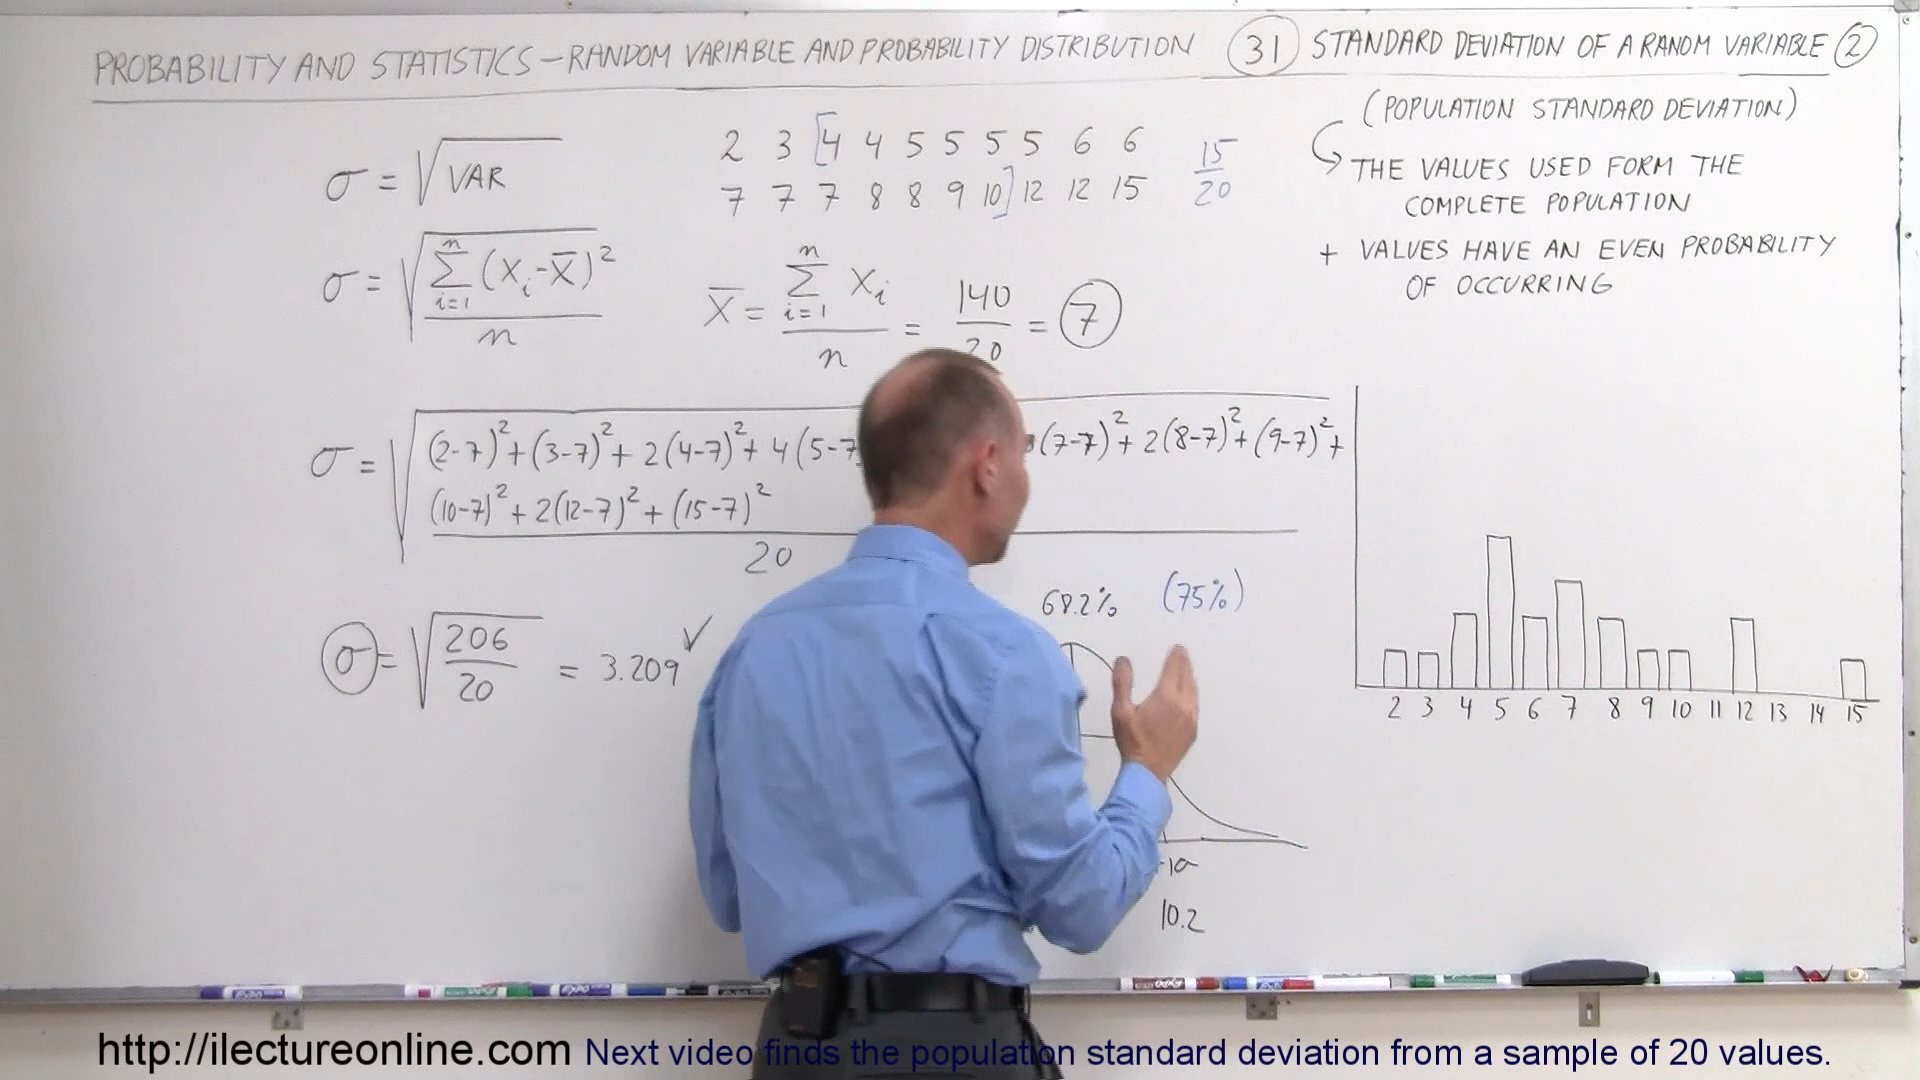 PROBABILITY AND STATISTICS – RANDOM VARIABLE AND PROBABILITY DISTRIBUTION (31) STANDARD DEVIATION OF A RANOM VARIABLE (2)
(POPULATION STANDARD DEVIATION)
THE VALUES USED FORM THE
COMPLETE POPULATION
+ VALUES HAVE AN EVEN PROBABILITY
OF OCCURRING
σ = √VAR
2 3 [4 4 5 5 5 5 6 6
7 7 7 8 8 9 10] 12 12 15
15/20
σ = √(Σ_{i=1}^{n} (X_i - X̄)² / n)
X̄ = Σ_{i=1}^{n} X_i / n = 140/20 = 7
σ = √ (2-7)² + (3-7)² + 2(4-7)² + 4(5-7 (7-7)² + 2(8-7)² + (9-7)² +
(10-7)² + 2(12-7)² + (15-7)²
20
σ = √(206/20) = 3.209 ✓
68.2% (75%)
10.2
2 3 4 5 6 7 8 9 10 11 12 13 14 15
http://ilectureonline.com Next video finds the population standard deviation from a sample of 20 values.